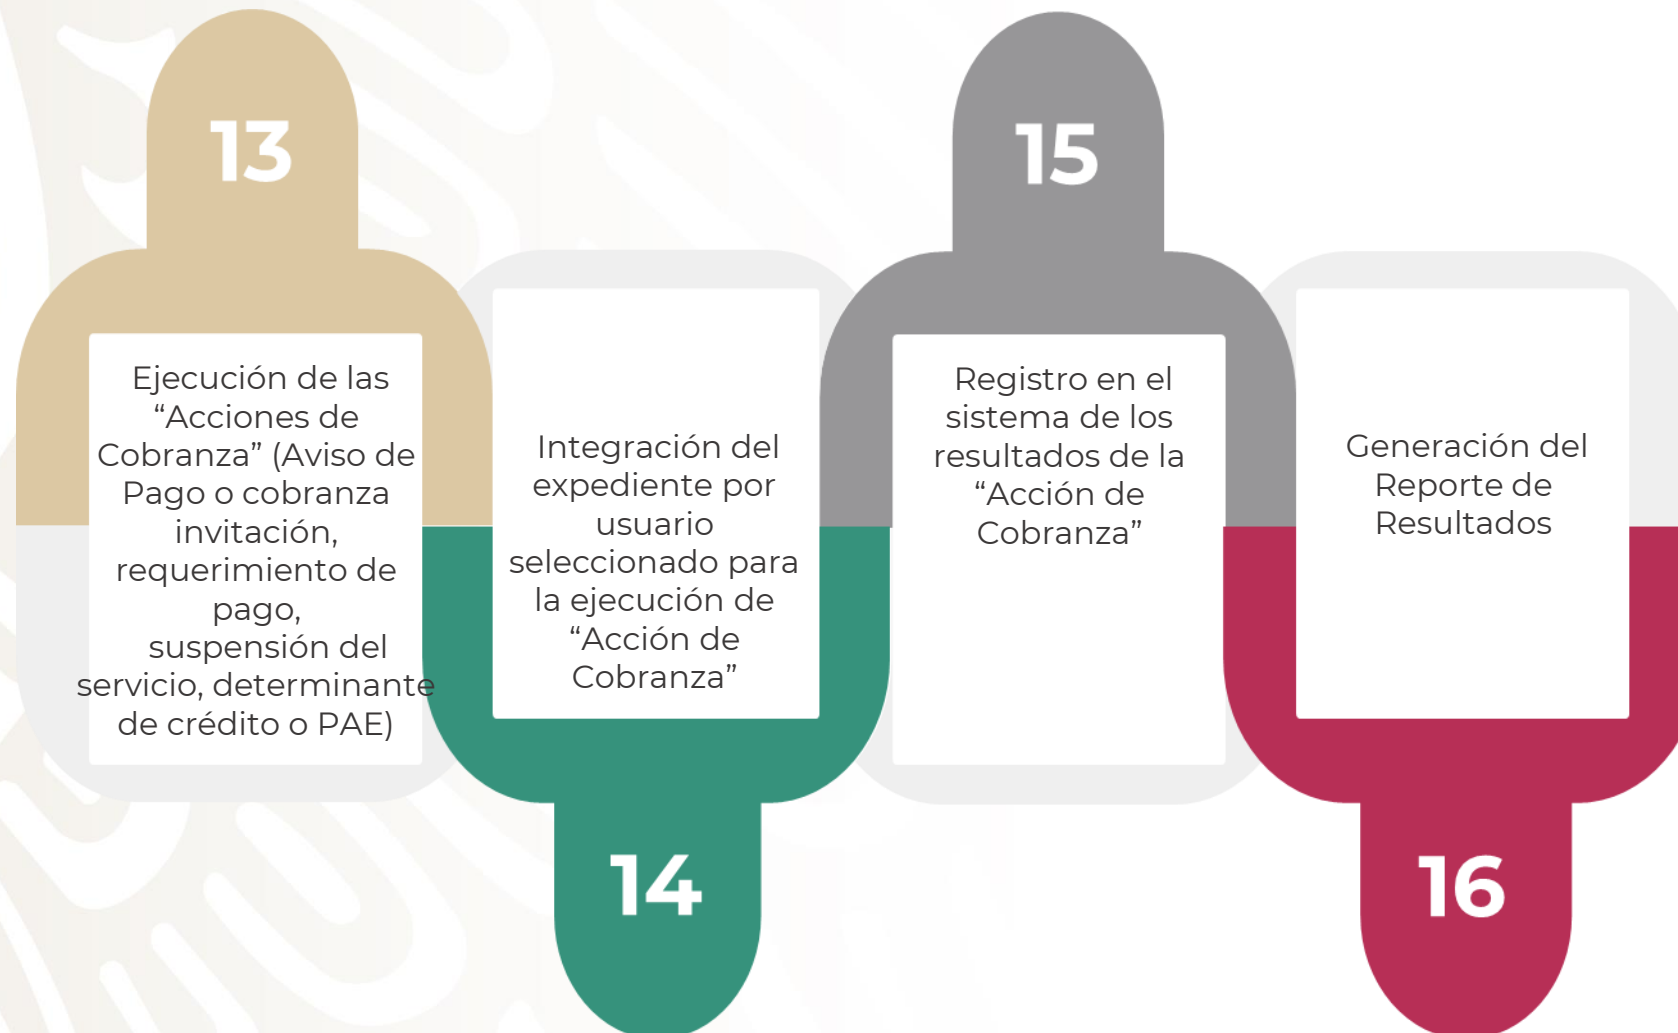 13
Ejecución de las
“Acciones de
Cobranza” (Aviso de
Pago o cobranza
invitación,
requerimiento de
pago,
suspensión del
servicio, determinante
de crédito o PAE)
14
Integración del
expediente por
usuario
seleccionado para
la ejecución de
“Acción de
Cobranza”
15
Registro en el
sistema de los
resultados de la
“Acción de
Cobranza”
16
Generación del
Reporte de
Resultados